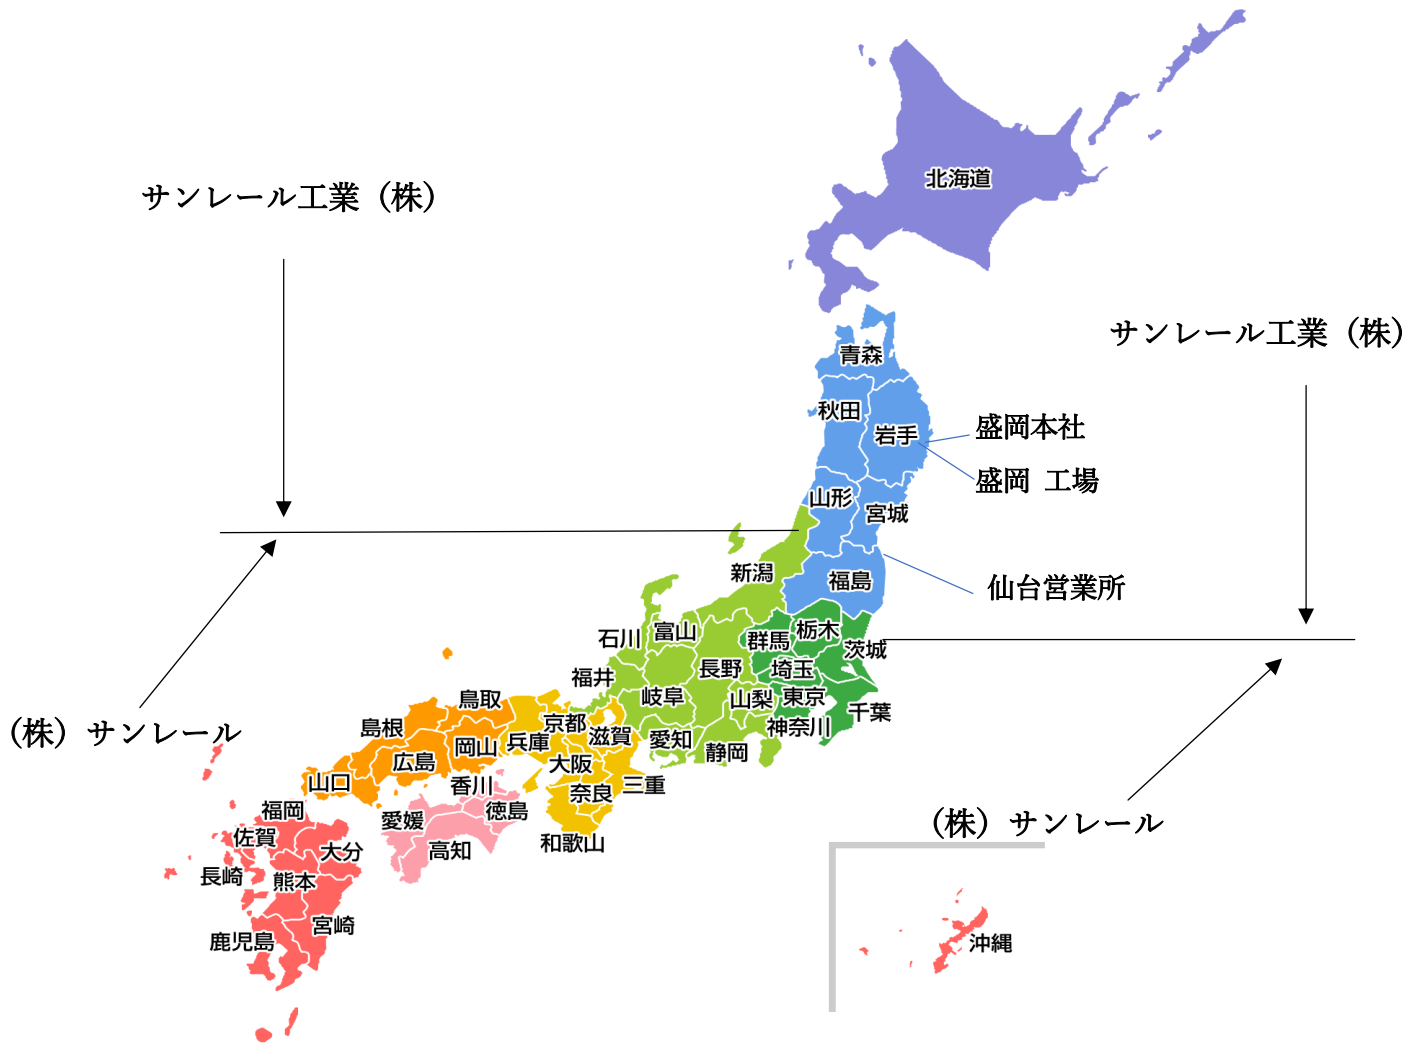 北海道
サンレール工業（株）
サンレール工業（株）
青森
秋田
岩手
盛岡本社
盛岡 工場
山形
宮城
新潟
福島
仙台営業所
石川
富山
群馬
栃木
茨城
福井
長野
埼玉
岐阜
山梨
東京
千葉
（株）サンレール
島根
鳥取
京都
滋賀
愛知
静岡
神奈川
岡山
兵庫
広島
大阪
山口
香川
奈良
三重
福岡
愛媛
徳島
（株）サンレール
佐賀
大分
高知
和歌山
長崎
熊本
宮崎
鹿児島
沖縄